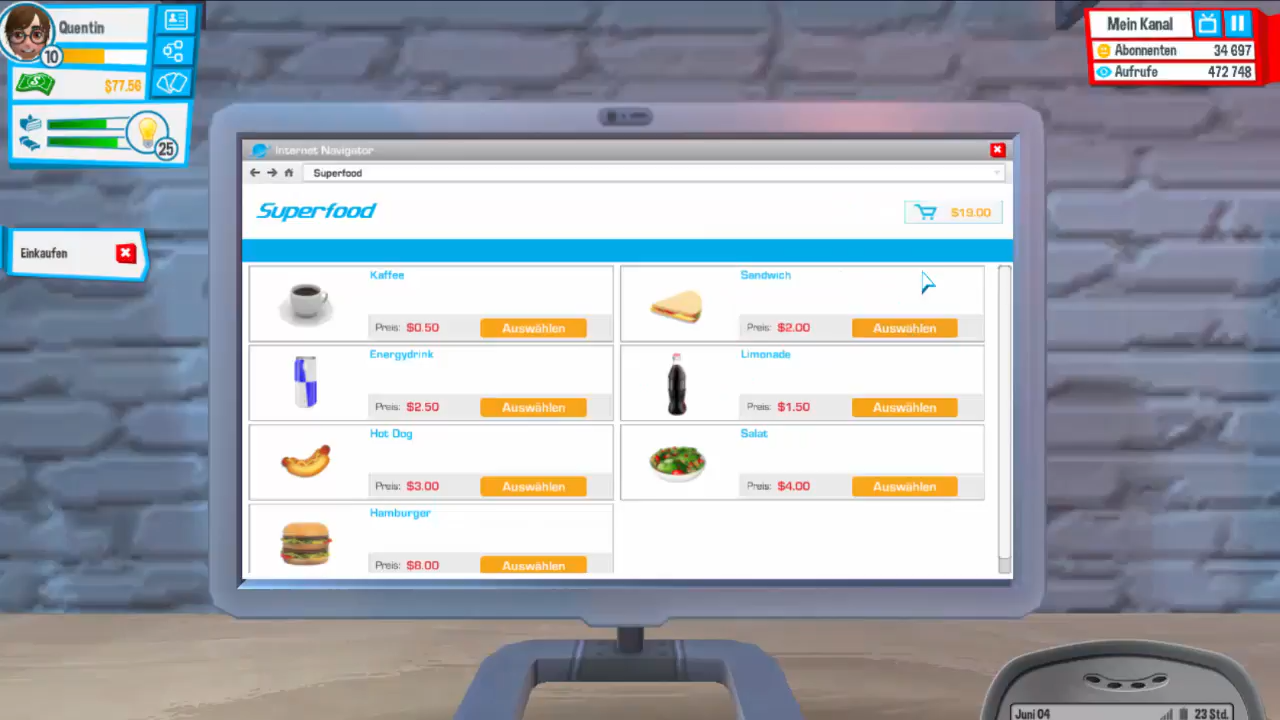 Quentin
10
$77.56
25
Mein Kanal
Abonnenten 34 697
Aufrufe 472 748
Einkaufen
Internet Navigator
Superfood
Superfood
$19.00
Kaffee
Preis: $0.50 Auswählen
Sandwich
Preis: $2.00 Auswählen
Energydrink
Preis: $2.50 Auswählen
Limonade
Preis: $1.50 Auswählen
Hot Dog
Preis: $3.00 Auswählen
Salat
Preis: $4.00 Auswählen
Hamburger
Preis: $8.00 Auswählen
Juni 04 23 Std.